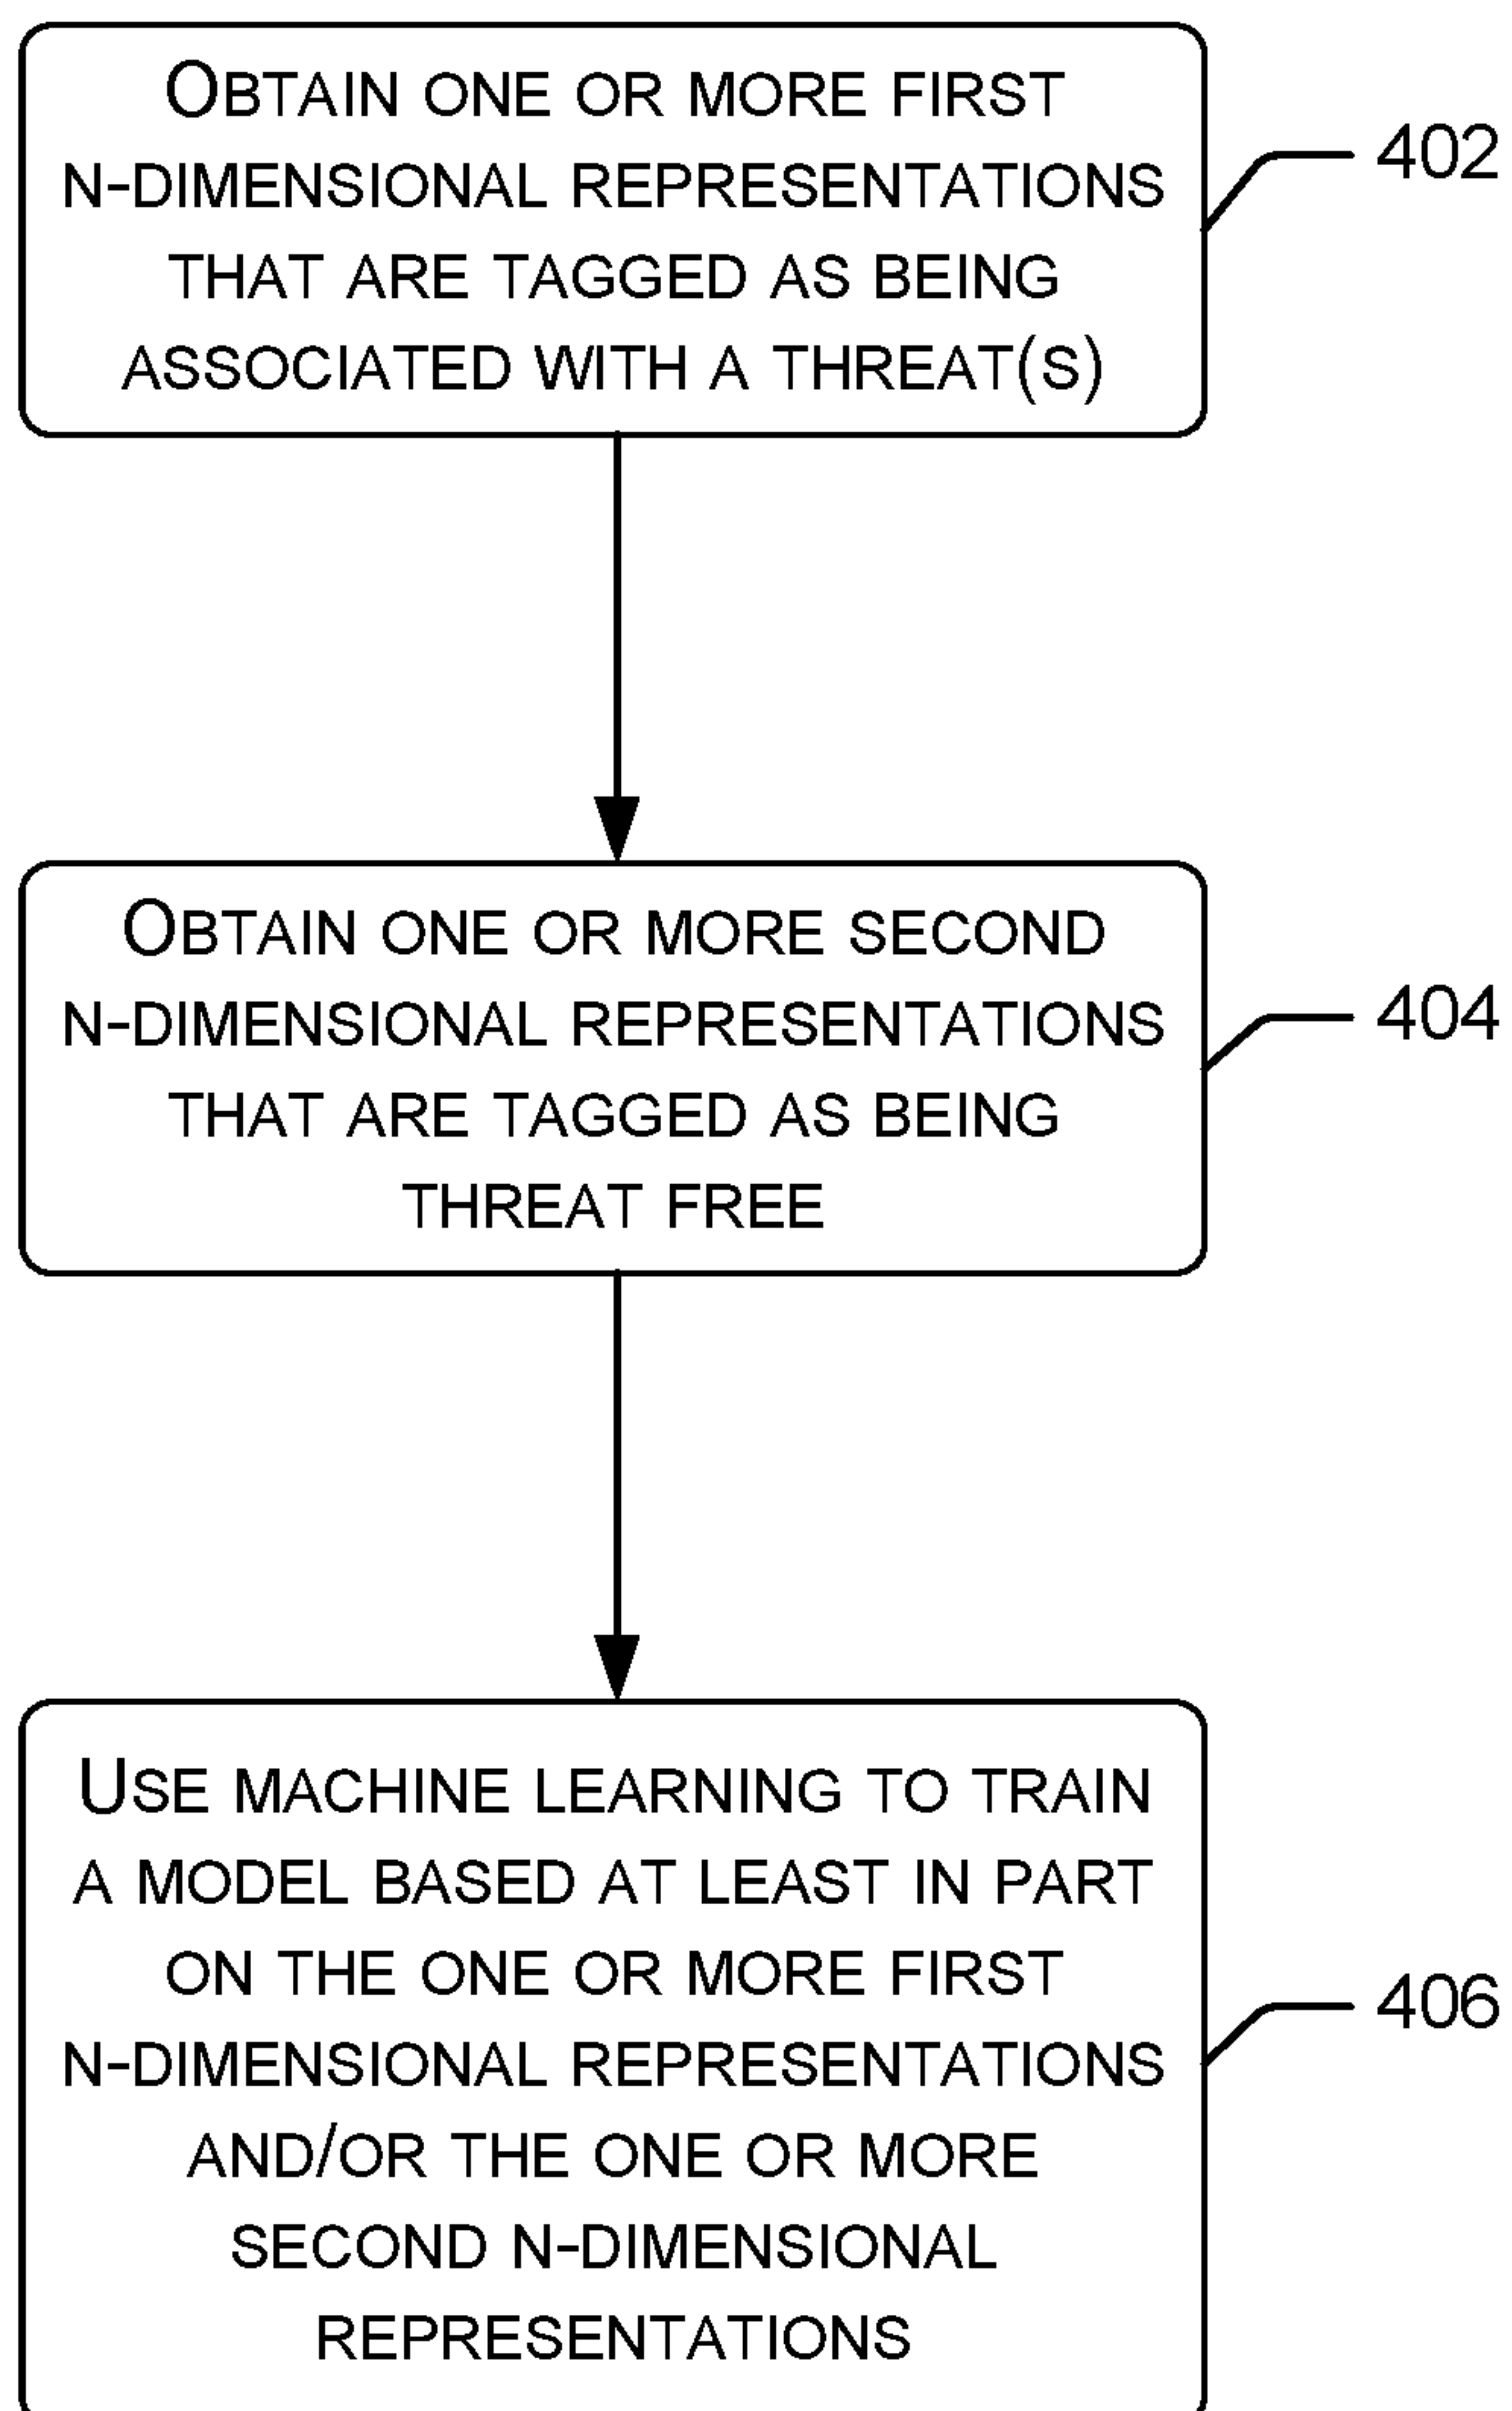 Obtain one or more first
n-dimensional representations
that are tagged as being
associated with a threat(s)
402
Obtain one or more second
n-dimensional representations
that are tagged as being
threat free
404
Use machine learning to train
a model based at least in part
on the one or more first
n-dimensional representations
and/or the one or more
second n-dimensional
representations
406